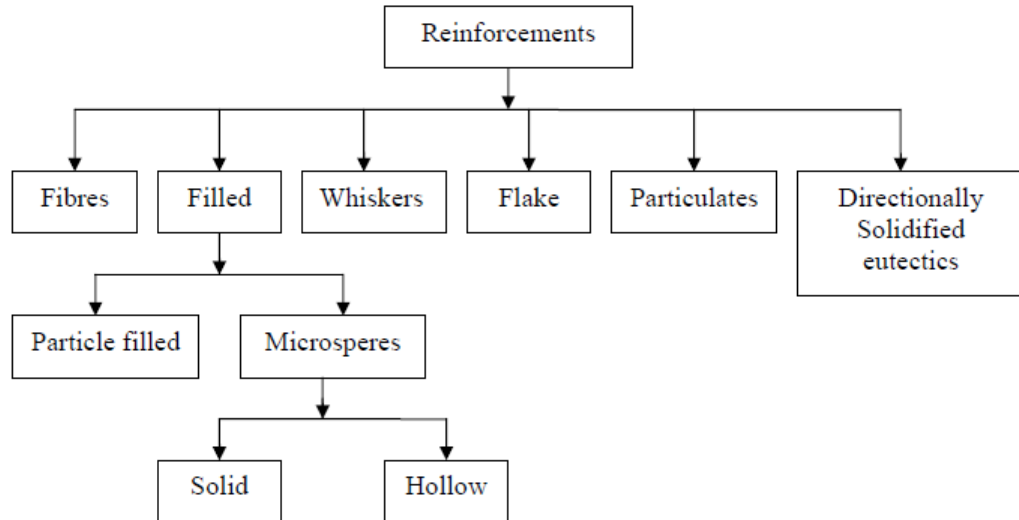 Reinforcements
Fibres
Filled
Whiskers
Flake
Particulates
Directionally
Solidified
eutectics
Particle filled
Microsperes
Solid
Hollow